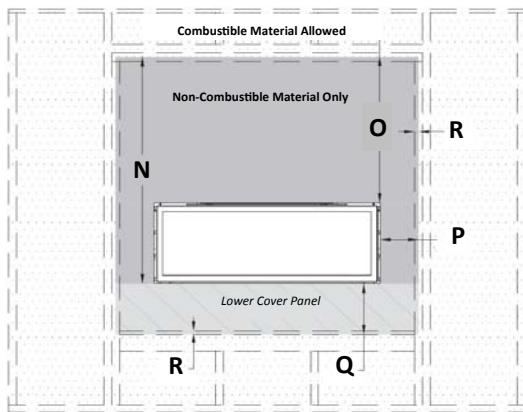 Combustible Material Allowed
Non-Combustible Material Only
O
R
N
P
Lower Cover Panel
R
Q